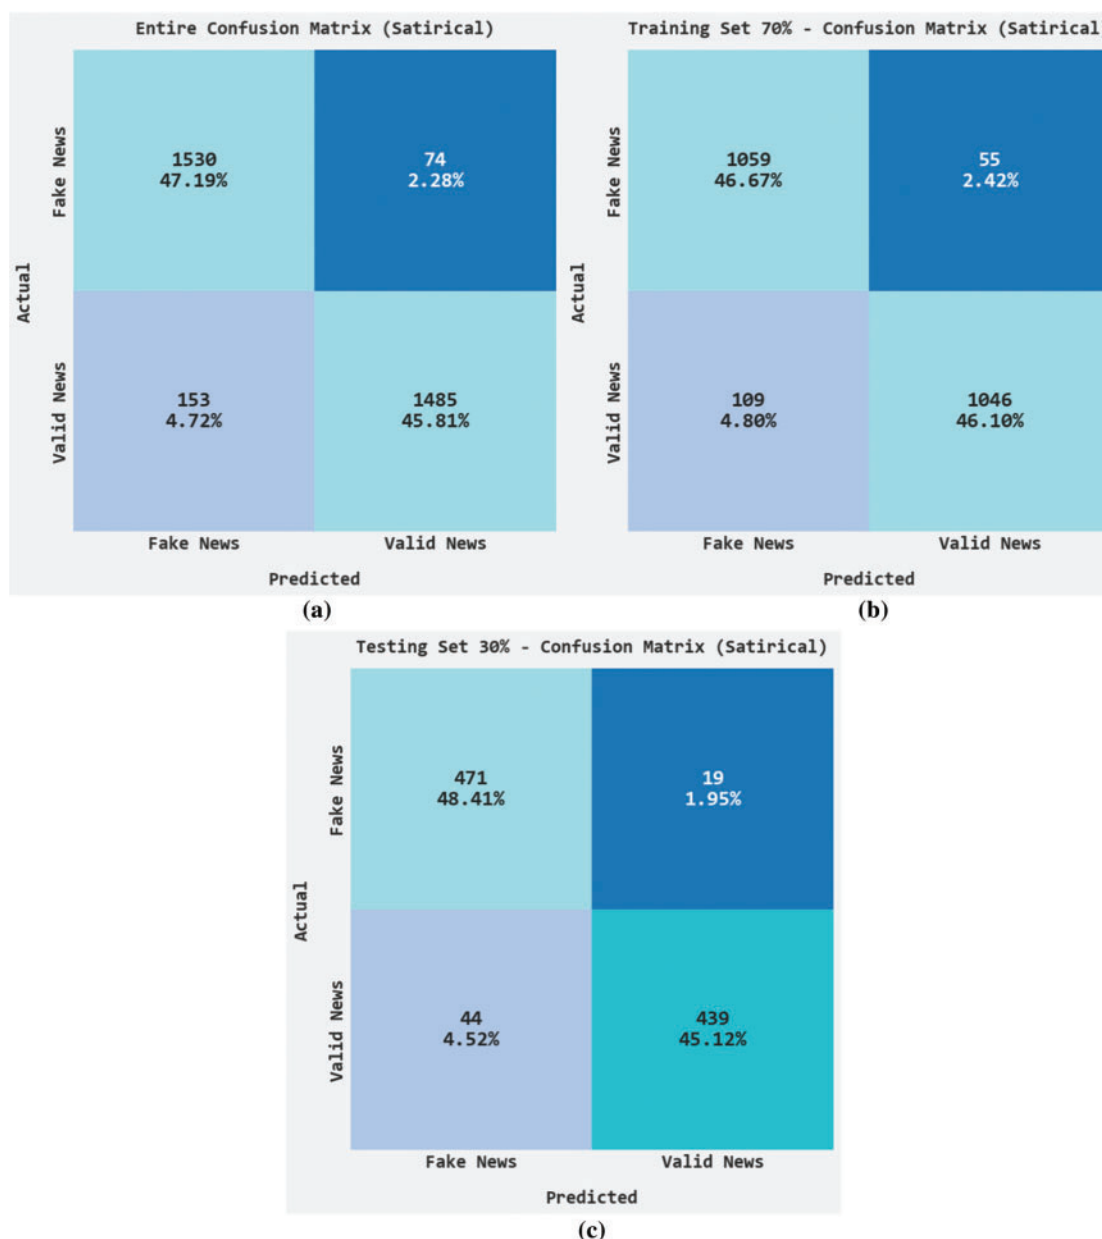 Entire Confusion Matrix (Satirical)
Fake News
1530
47.19%
74
2.28%
Actual
Valid News
153
4.72%
1485
45.81%
Fake News
Valid News
Predicted
(a)
Training Set 70% - Confusion Matrix (Satirical
Fake News
1059
46.67%
55
2.42%
Actual
Valid News
109
4.80%
1046
46.10%
Fake News
Valid News
Predicted
(b)
Testing Set 30% - Confusion Matrix (Satirical)
Fake News
471
48.41%
19
1.95%
Actual
Valid News
44
4.52%
439
45.12%
Fake News
Valid News
Predicted
(c)